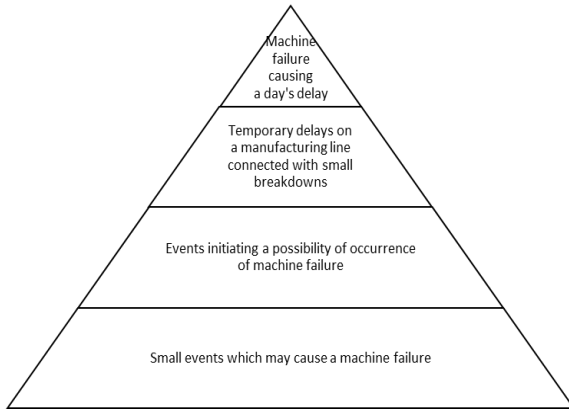 Machine
failure
causing
a day's delay
Temporary delays on
a manufacturing line
connected with small
breakdowns
Events initiating a possibility of occurrence
of machine failure
Small events which may cause a machine failure